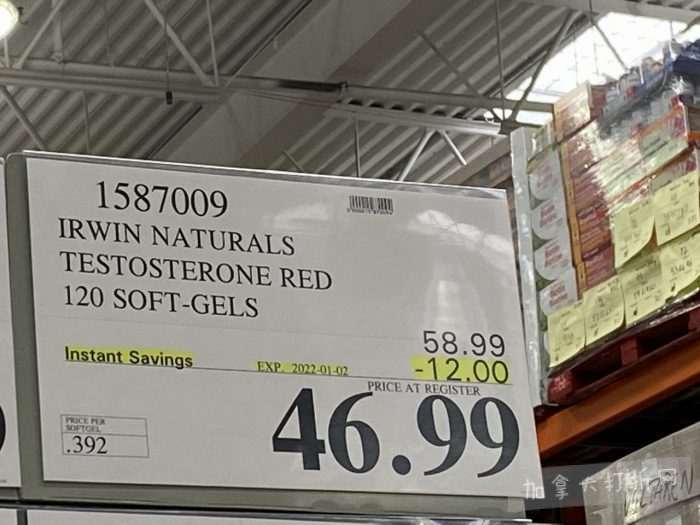 1587009
IRWIN NATURALS
TESTOSTERONE RED
120 SOFT-GELS
58.99
Instant Savings EXP. 2022-01-02 -12.00
PRICE AT REGISTER
46.99
PRICE PER
SOFTGEL
.392
加拿大打折君